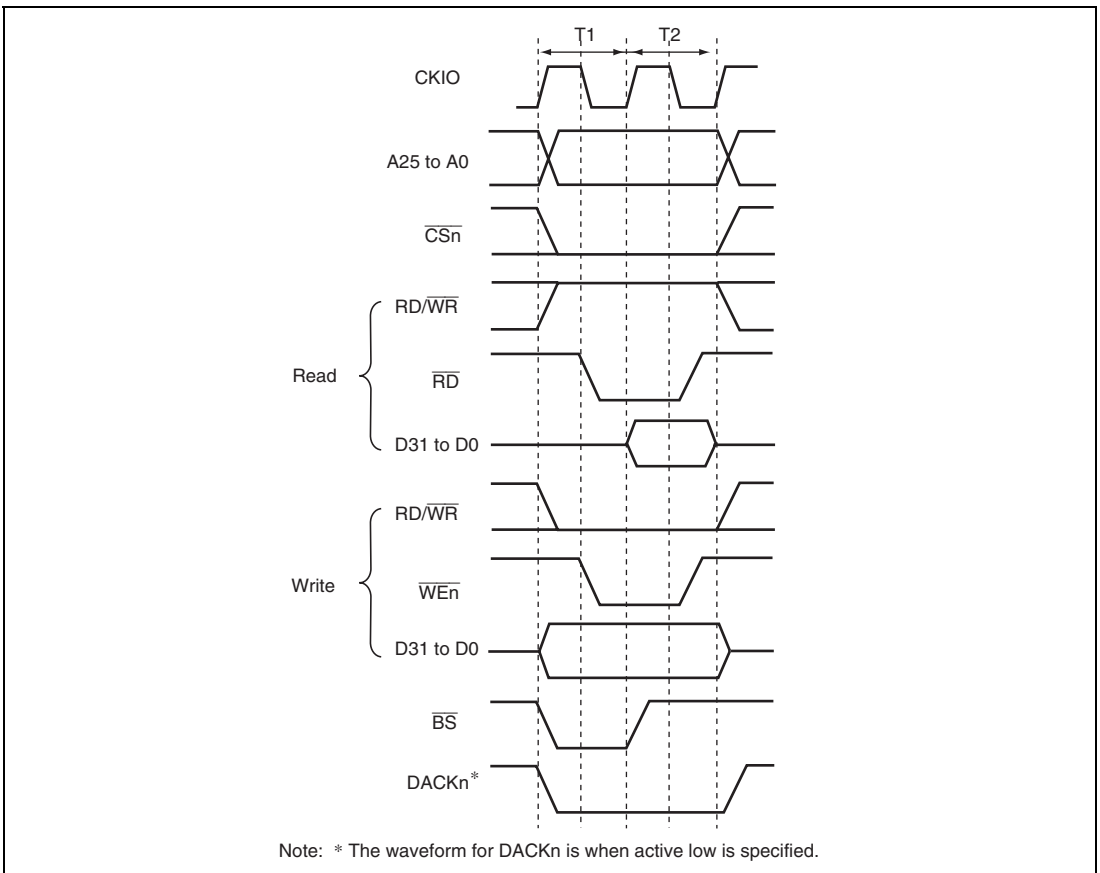 T1 T2
CKIO
A25 to A0
CSn
RD/WR
Read
RD
D31 to D0
RD/WR
Write
WEn
D31 to D0
BS
DACKn*
Note: * The waveform for DACKn is when active low is specified.